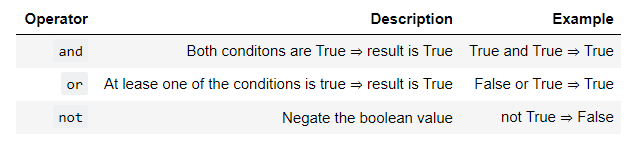 Operator Description Example
and Both conditons are True ⇒ result is True True and True ⇒ True
or At lease one of the conditions is true ⇒ result is True False or True ⇒ True
not Negate the boolean value not True ⇒ False